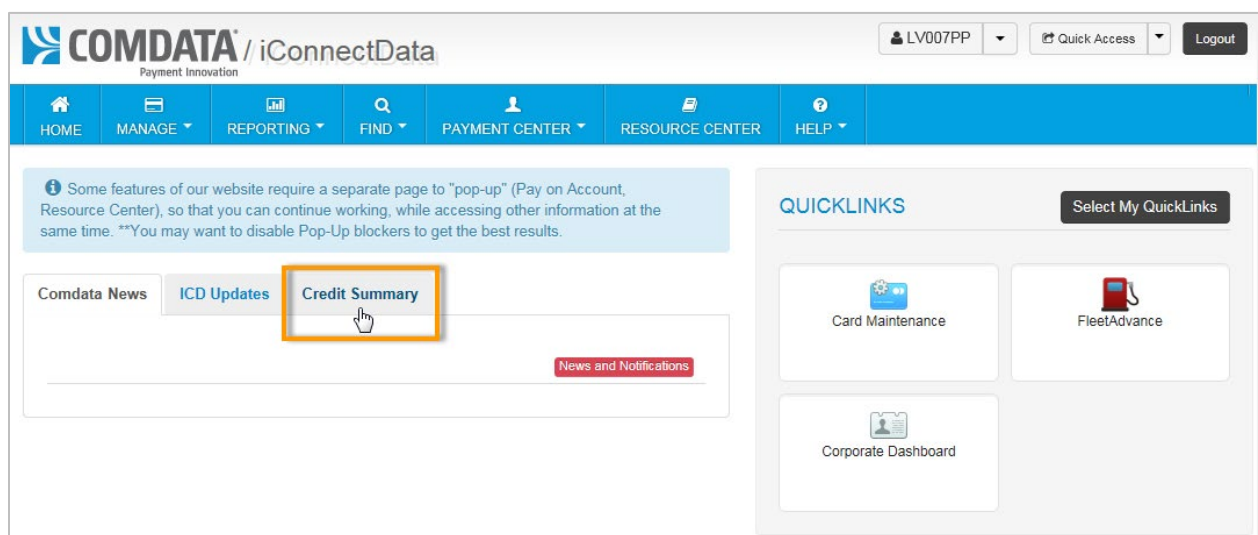 COMDATA / iConnectData
Payment Innovation
LV007PP
Quick Access
Logout
HOME
MANAGE
REPORTING
FIND
PAYMENT CENTER
RESOURCE CENTER
HELP
Some features of our website require a separate page to "pop-up" (Pay on Account,
Resource Center), so that you can continue working, while accessing other information at the
same time. **You may want to disable Pop-Up blockers to get the best results.
Comdata News
ICD Updates
Credit Summary
News and Notifications
QUICKLINKS
Select My QuickLinks
Card Maintenance
FleetAdvance
Corporate Dashboard